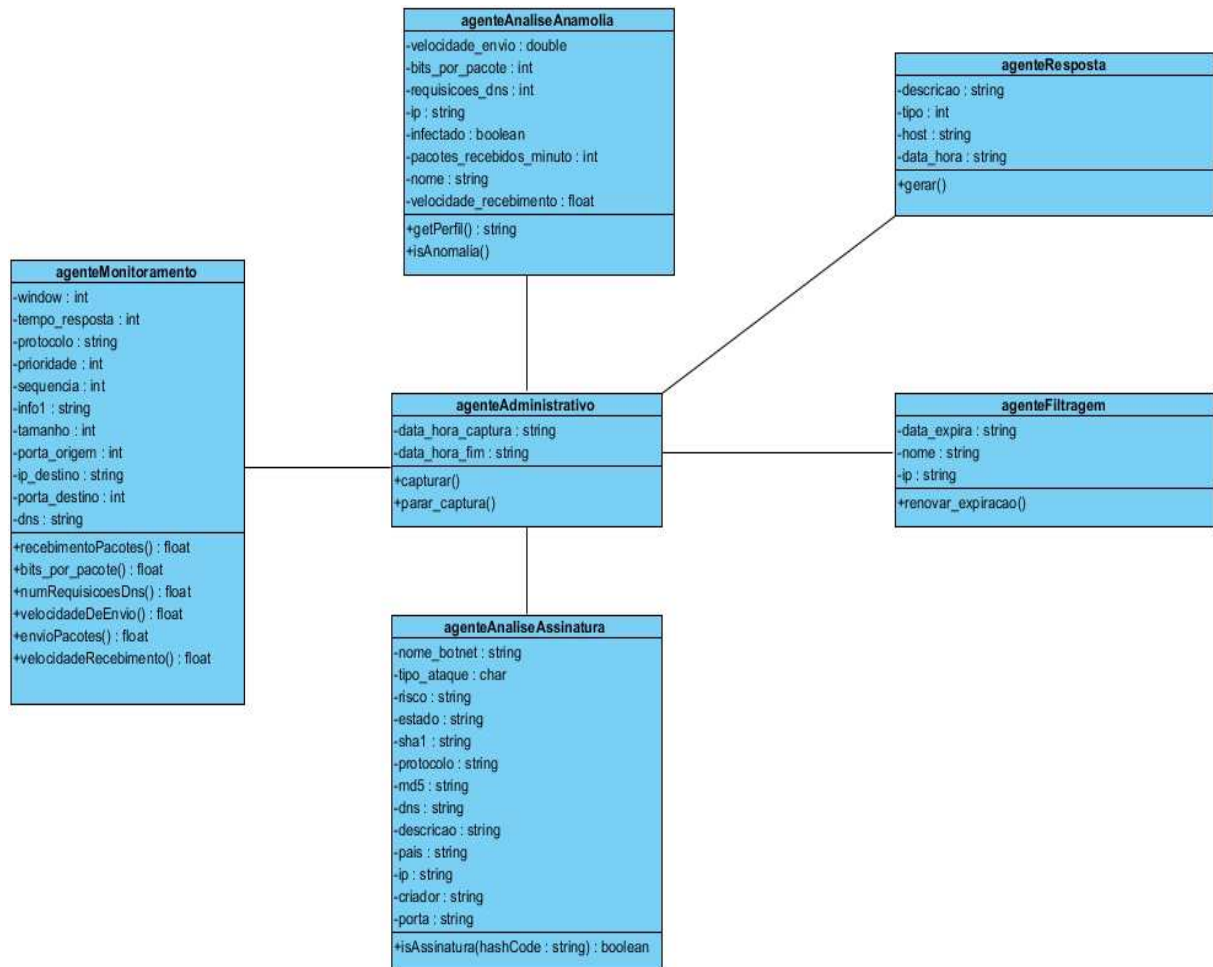 agenteAnaliseAnamolia
-velocidade_envio : double
-bits_por_pacote : int
-requisicoes_dns : int
-ip : string
-infectado : boolean
-pacotes_recebidos_minuto : int
-nome : string
-velocidade_recebimento : float
+getPerfil() : string
+isAnomalia()
agenteResposta
-descricao : string
-tipo : int
-host : string
-data_hora : string
+gerar()
agenteMonitoramento
-window : int
-tempo_resposta : int
-protocolo : string
-prioridade : int
-sequencia : int
-info1 : string
-tamanho : int
-porta_origem : int
-ip_destino : string
-porta_destino : int
-dns : string
+recebimentoPacotes() : float
+bits_por_pacote() : float
+numRequisicoesDns() : float
+velocidadeDeEnvio() : float
+envioPacotes() : float
+velocidadeRecebimento() : float
agenteAdministrativo
-data_hora_captura : string
-data_hora_fim : string
+capturar()
+parar_captura()
agenteFiltragem
-data_expira : string
-nome : string
-ip : string
+renovar_expiracao()
agenteAnaliseAssinatura
-nome_botnet : string
-tipo_ataque : char
-risco : string
-estado : string
-sha1 : string
-protocolo : string
-md5 : string
-dns : string
-descricao : string
-pais : string
-ip : string
-criador : string
-porta : string
+isAssinatura(hashCode : string) : boolean